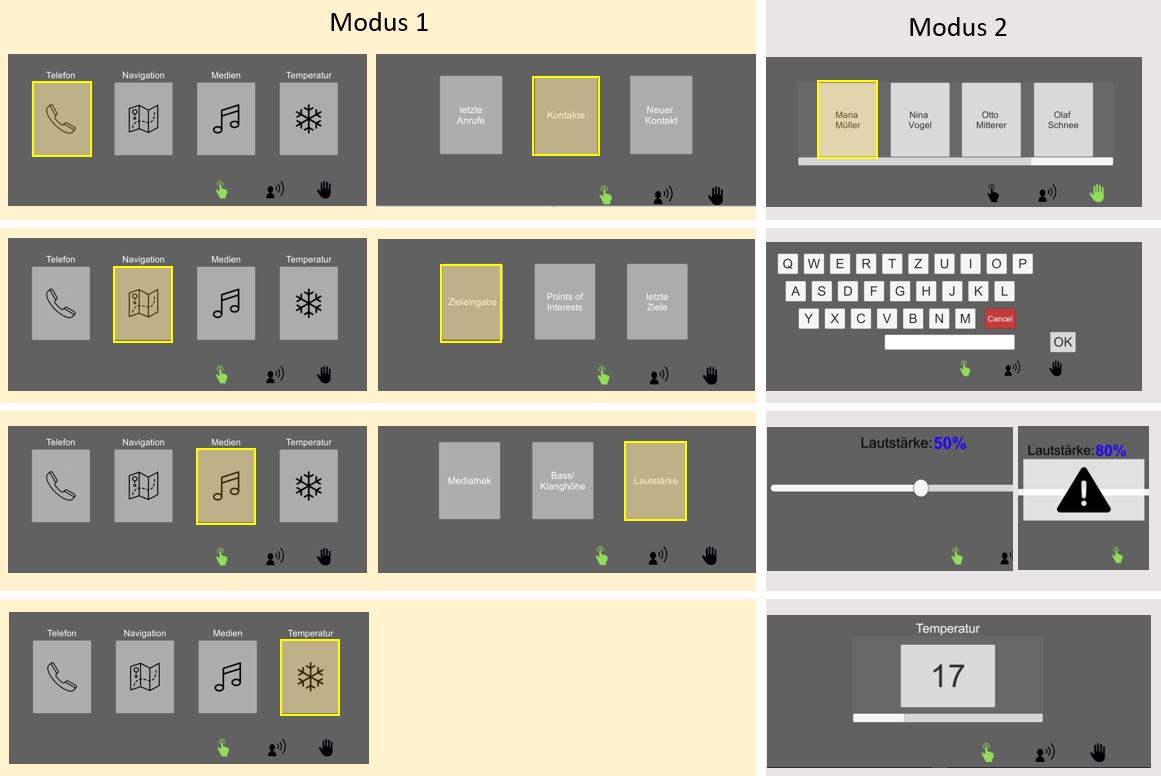 Modus 1
Modus 2
Telefon Navigation Medien Temperatur
letzte
Anrufe
Kontakte
Neuer
Kontakt
Maria
Müller
Nina
Vogel
Otto
Mitterer
Olaf
Schnee
Telefon Navigation Medien Temperatur
Zieleingabe
Points of
Interests
letzte
Ziele
Q W E R T Z U I O P
A S D F G H J K L
Y X C V B N M Cancel
OK
Telefon Navigation Medien Temperatur
Mediathek
Bass/
Klanghöhe
Lautstärke
Lautstärke: 50%
Lautstärke: 80%
Telefon Navigation Medien Temperatur
Temperatur
17